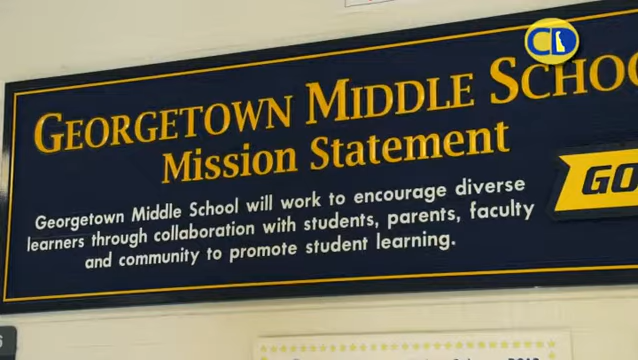 CD
GEORGETOWN MIDDLE SCHOO
Mission Statement
GO
Georgetown Middle School will work to encourage diverse
learners through collaboration with students, parents, faculty
and community to promote student learning.